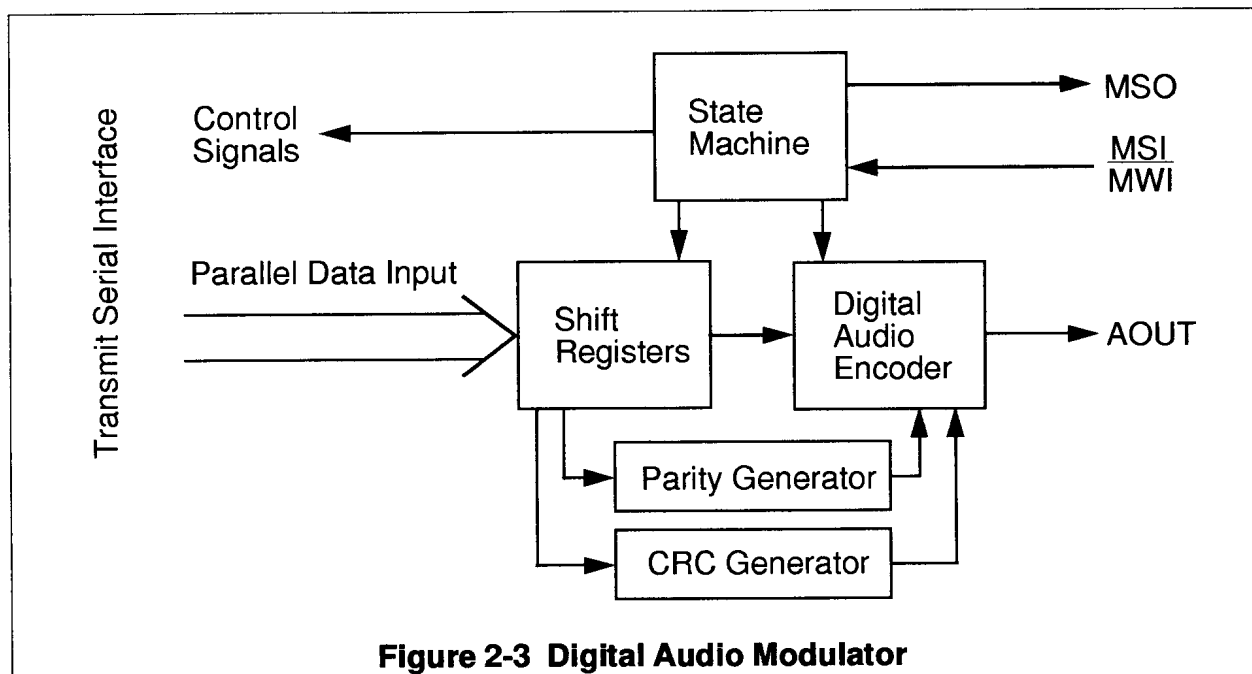 Transmit Serial Interface
Control
Signals
State
Machine
MSO
MSI
MWI
Parallel Data Input
Shift
Registers
Digital
Audio
Encoder
AOUT
Parity Generator
CRC Generator
Figure 2-3 Digital Audio Modulator